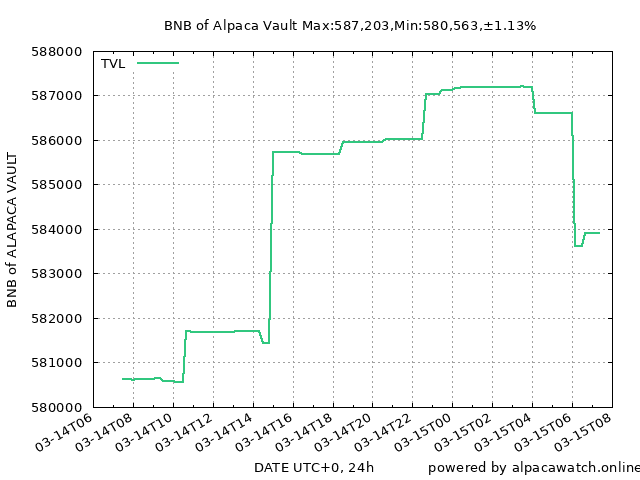 BNB of Alpaca Vault Max:587,203,Min:580,563,±1.13%
TVL
588000
587000
586000
585000
584000
583000
582000
581000
580000
BNB of ALAPACA VAULT
03-14T06
03-14T08
03-14T10
03-14T12
03-14T14
03-14T16
03-14T18
03-14T20
03-14T22
03-15T00
03-15T02
03-15T04
03-15T06
03-15T08
DATE UTC+0, 24h
powered by alpacawatch.online